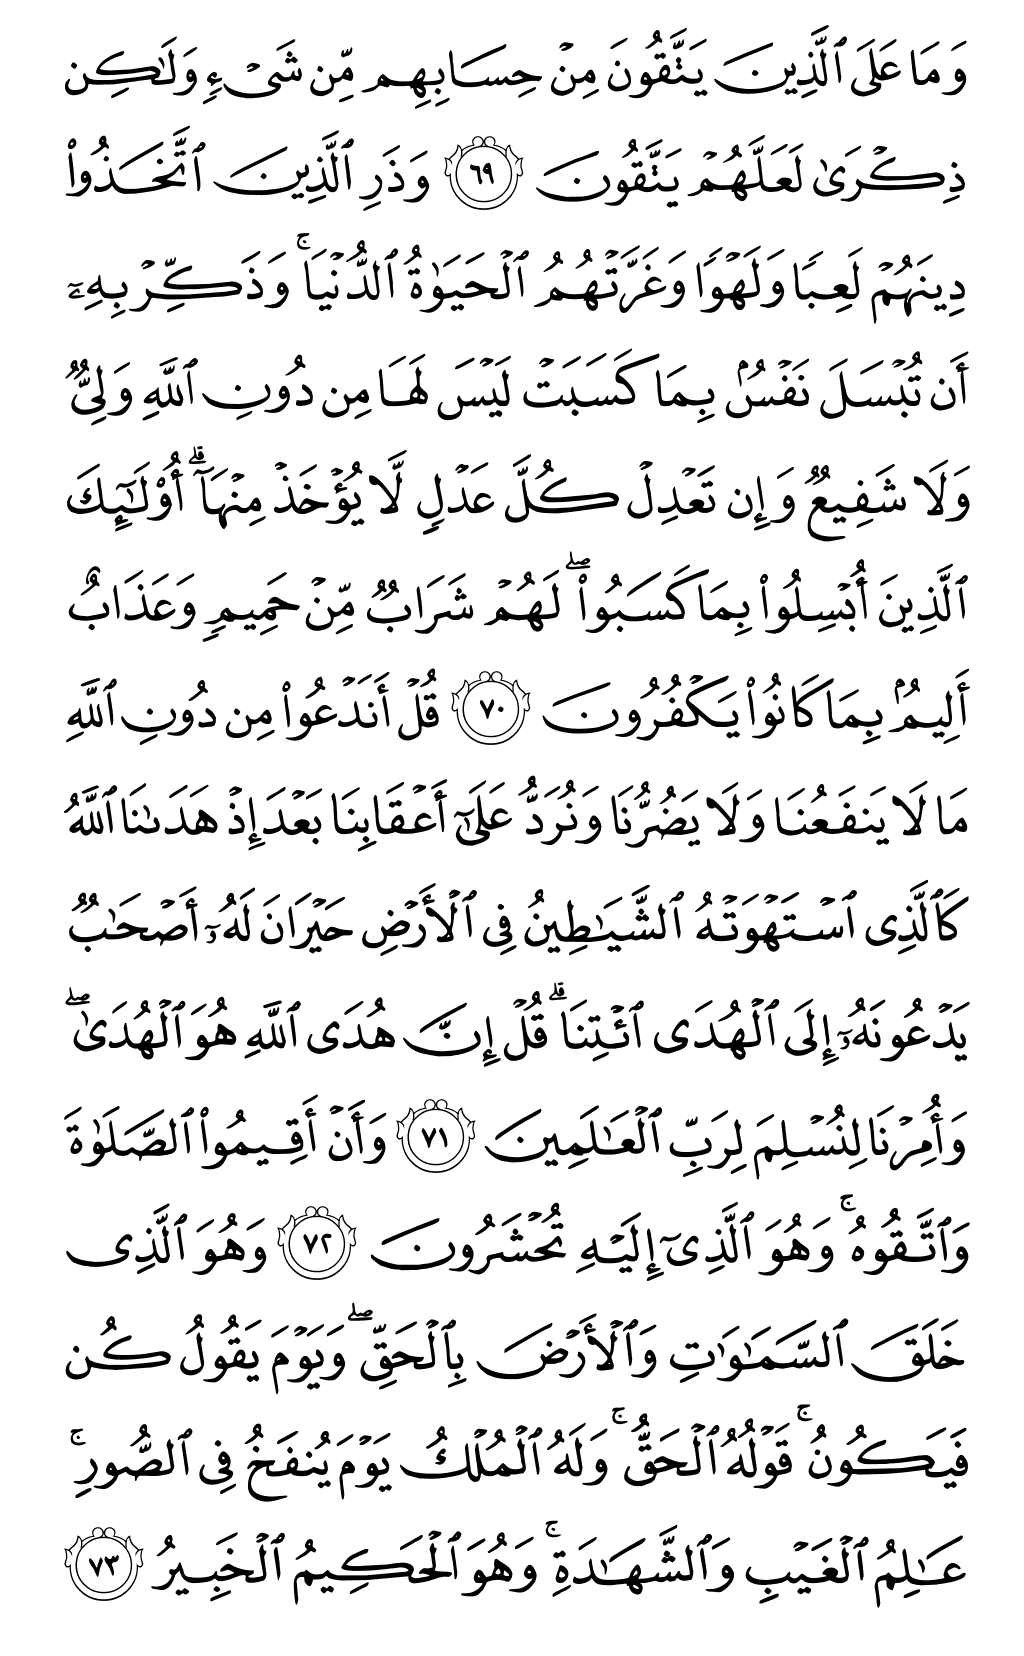 وَمَا عَلَى ٱلَّذِينَ يَتَّقُونَ مِنْ حِسَابِهِم مِّن شَىْءٍ وَلَٰكِن
ذِكْرَىٰ لَعَلَّهُمْ يَتَّقُونَ ٦٩ وَذَرِ ٱلَّذِينَ ٱتَّخَذُوا۟
دِينَهُمْ لَعِبًا وَلَهْوًا وَغَرَّتْهُمُ ٱلْحَيَوٰةُ ٱلدُّنْيَا ۚ وَذَكِّرْ بِهِۦٓ
أَن تُبْسَلَ نَفْسٌۢ بِمَا كَسَبَتْ لَيْسَ لَهَا مِن دُونِ ٱللَّهِ وَلِىٌّ
وَلَا شَفِيعٌ وَإِن تَعْدِلْ كُلَّ عَدْلٍ لَّا يُؤْخَذْ مِنْهَآ ۗ أُو۟لَٰٓئِكَ
ٱلَّذِينَ أُبْسِلُوا۟ بِمَا كَسَبُوا۟ ۖ لَهُمْ شَرَابٌ مِّنْ حَمِيمٍ وَعَذَابٌ
أَلِيمٌۢ بِمَا كَانُوا۟ يَكْفُرُونَ ٧٠ قُلْ أَنَدْعُوا۟ مِن دُونِ ٱللَّهِ
مَا لَا يَنفَعُنَا وَلَا يَضُرُّنَا وَنُرَدُّ عَلَىٰٓ أَعْقَابِنَا بَعْدَ إِذْ هَدَىٰنَا ٱللَّهُ
كَٱلَّذِى ٱسْتَهْوَتْهُ ٱلشَّيَٰطِينُ فِى ٱلْأَرْضِ حَيْرَانَ لَهُۥٓ أَصْحَٰبٌ
يَدْعُونَهُۥٓ إِلَى ٱلْهُدَى ٱئْتِنَا ۗ قُلْ إِنَّ هُدَى ٱللَّهِ هُوَ ٱلْهُدَىٰ ۖ
وَأُمِرْنَا لِنُسْلِمَ لِرَبِّ ٱلْعَٰلَمِينَ ٧١ وَأَنْ أَقِيمُوا۟ ٱلصَّلَوٰةَ
وَٱتَّقُوهُ ۚ وَهُوَ ٱلَّذِىٓ إِلَيْهِ تُحْشَرُونَ ٧٢ وَهُوَ ٱلَّذِى
خَلَقَ ٱلسَّمَٰوَٰتِ وَٱلْأَرْضَ بِٱلْحَقِّ ۖ وَيَوْمَ يَقُولُ كُن
فَيَكُونُ ۚ قَوْلُهُ ٱلْحَقُّ ۚ وَلَهُ ٱلْمُلْكُ يَوْمَ يُنفَخُ فِى ٱلصُّورِ ۚ
عَٰلِمُ ٱلْغَيْبِ وَٱلشَّهَٰدَةِ ۚ وَهُوَ ٱلْحَكِيمُ ٱلْخَبِيرُ ٧٣